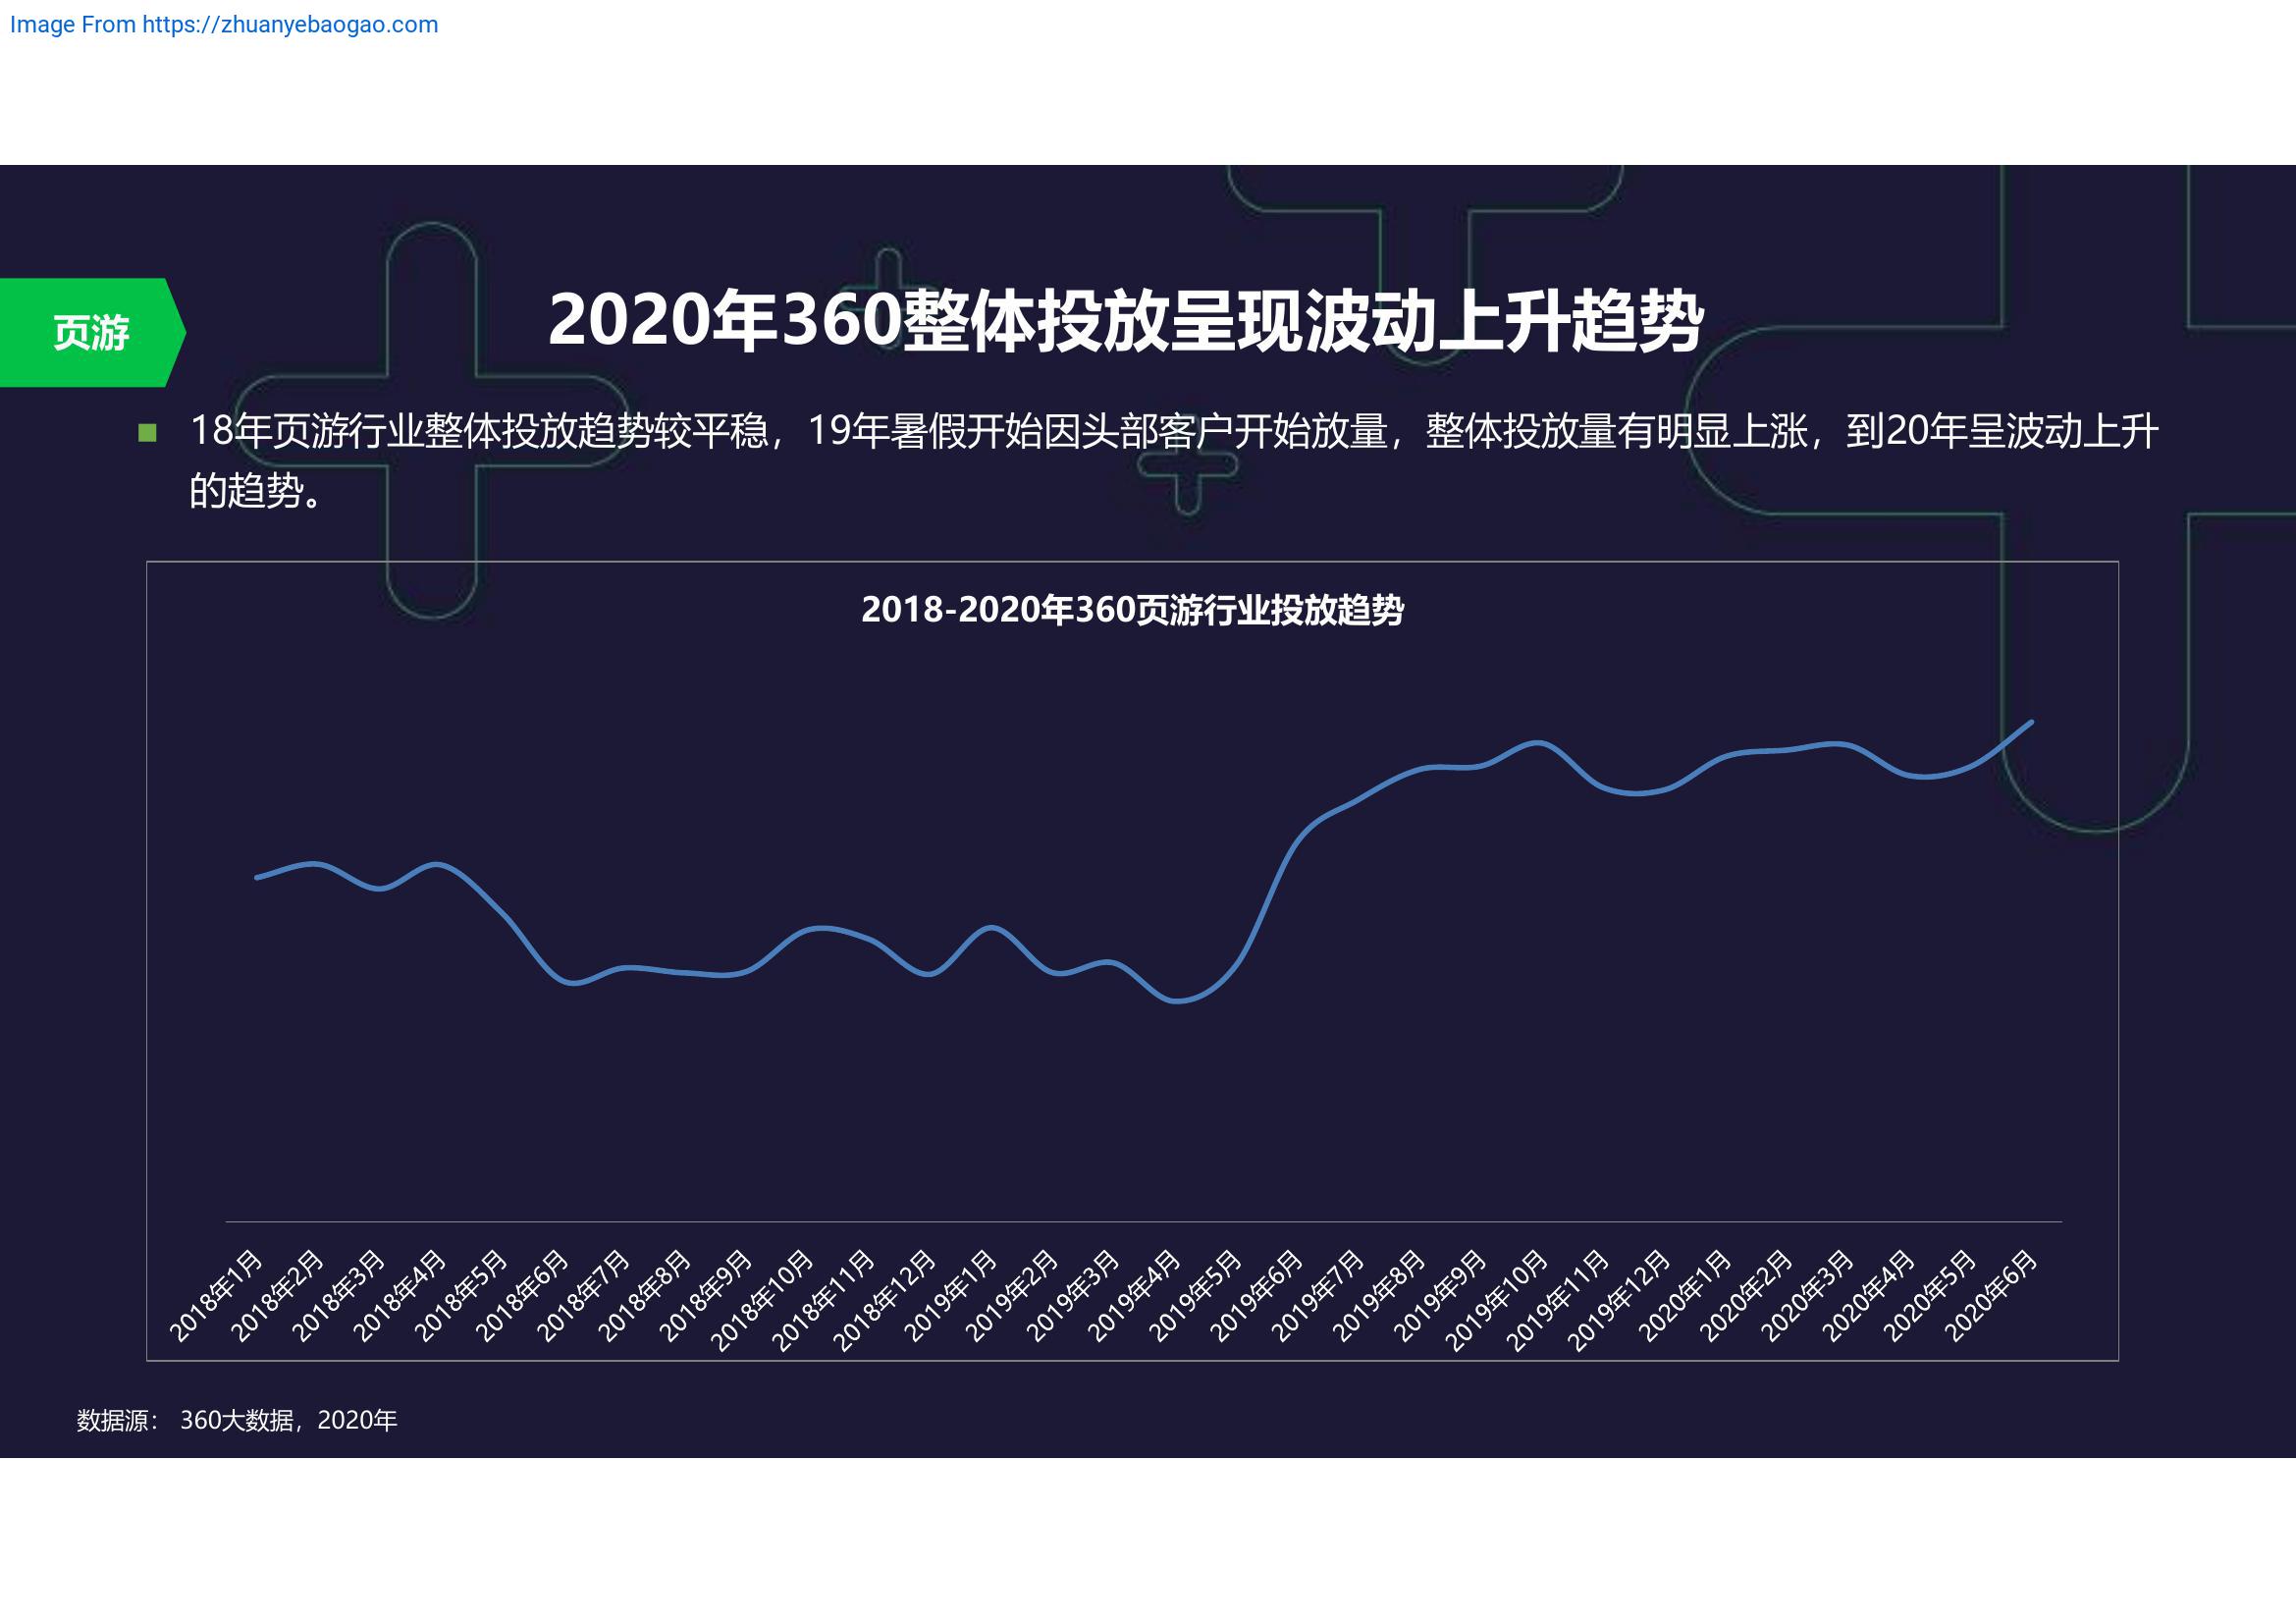 Image From https://zhuanyebaogao.com
页游
2020年360整体投放呈现波动上升趋势
18年页游行业整体投放趋势较平稳，19年暑假开始因头部客户开始放量，整体投放量有明显上涨，到20年呈波动上升
的趋势。
2018-2020年360页游行业投放趋势
2018年1月
2018年2月
2018年3月
2018年4月
2018年5月
2018年6月
2018年7月
2018年8月
2018年9月
2018年10月
2018年11月
2018年12月
2019年1月
2019年2月
2019年3月
2019年4月
2019年5月
2019年6月
2019年7月
2019年8月
2019年9月
2019年10月
2019年11月
2019年12月
2020年1月
2020年2月
2020年3月
2020年4月
2020年5月
2020年6月
数据源： 360大数据，2020年